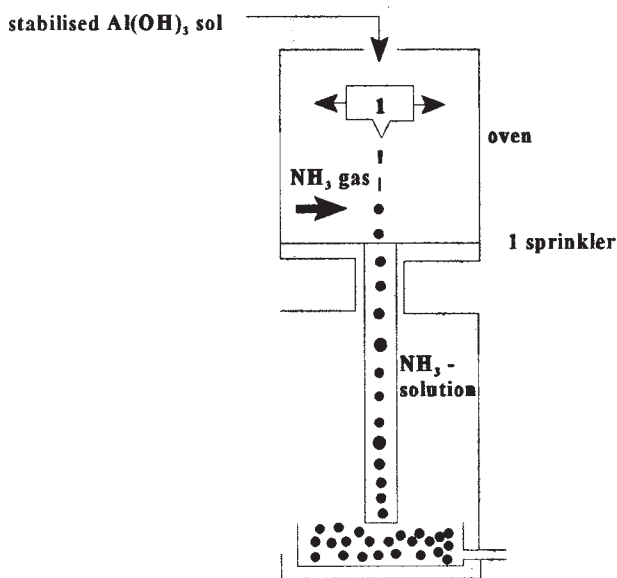 stabilised Al(OH)₃ sol
1
oven
NH₃ gas
1 sprinkler
NH₃ -
solution